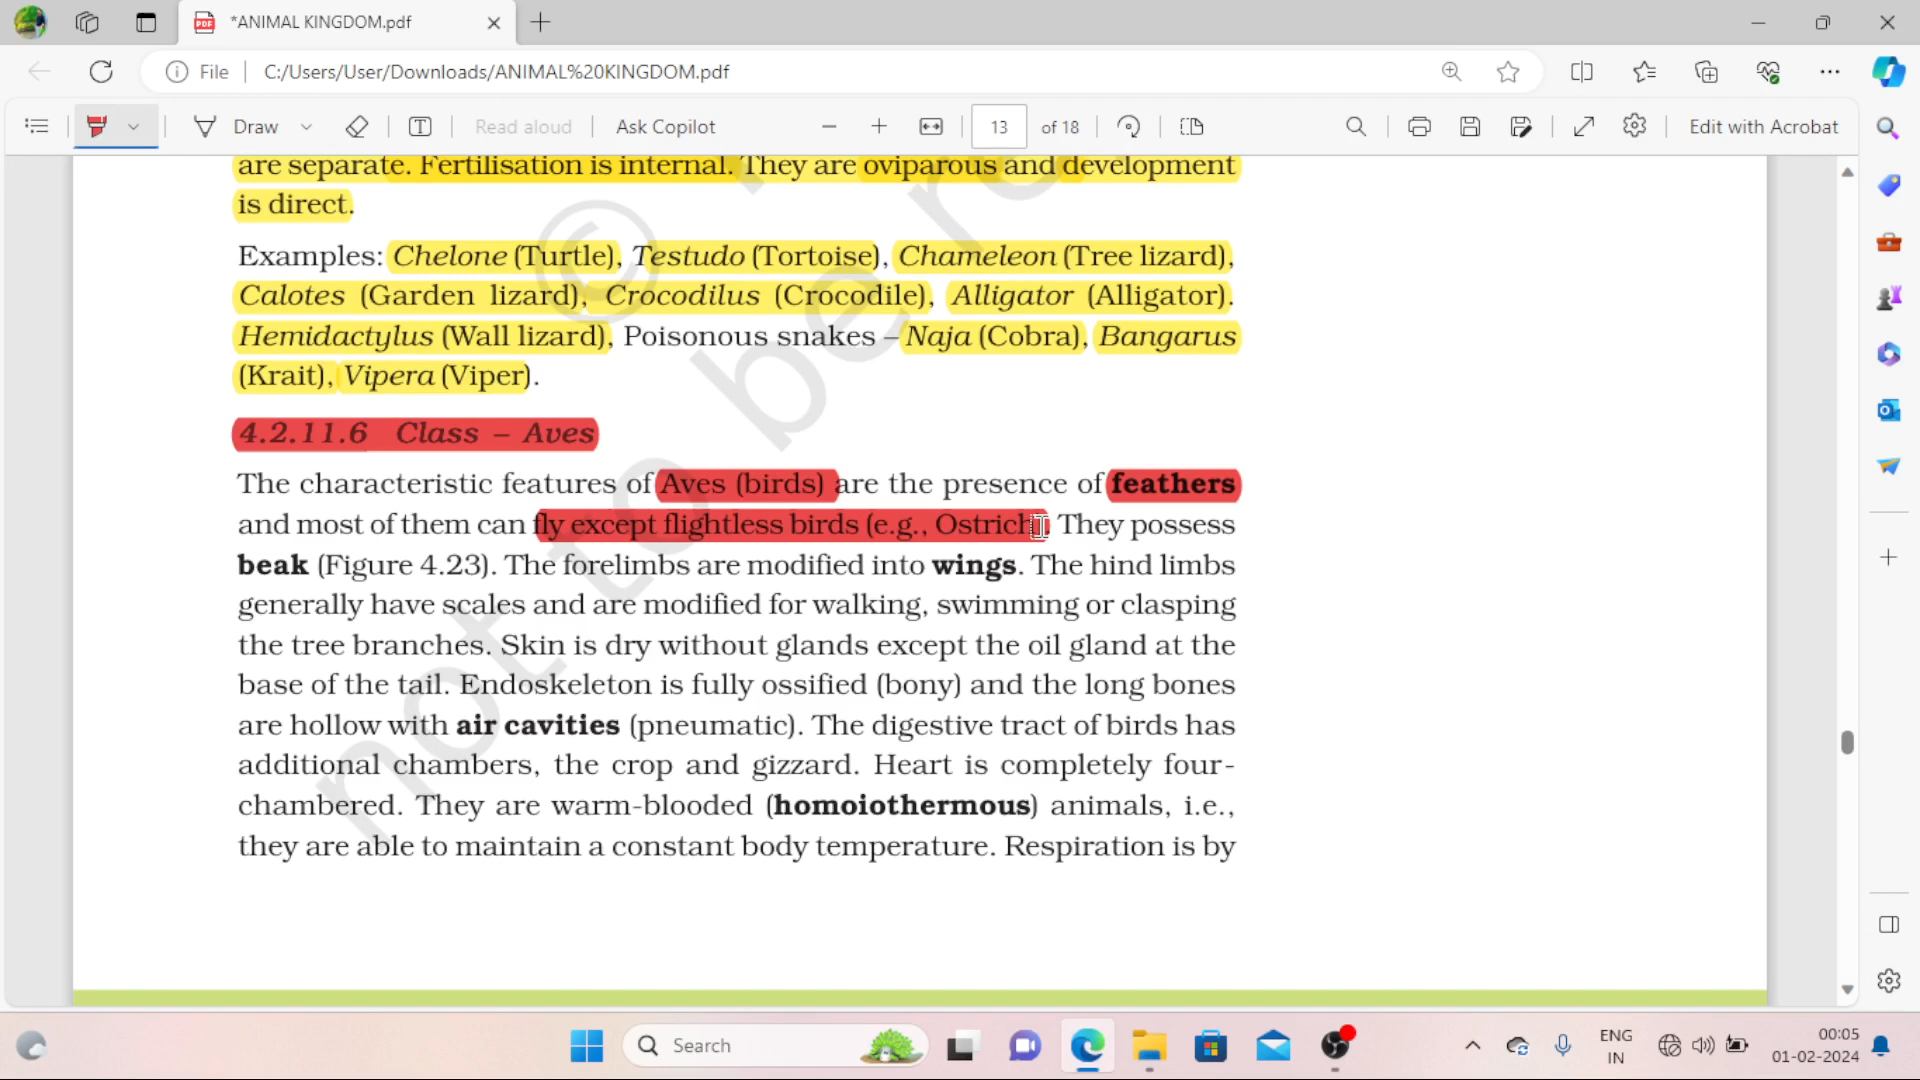 *ANIMAL KINGDOM.pdf
File C:/Users/User/Downloads/ANIMAL%20KINGDOM.pdf
Draw Read aloud Ask Copilot 13 of 18 Edit with Acrobat
are separate. Fertilisation is internal. They are oviparous and development
is direct.
Examples: Chelone (Turtle), Testudo (Tortoise), Chameleon (Tree lizard),
Calotes (Garden lizard), Crocodilus (Crocodile), Alligator (Alligator).
Hemidactylus (Wall lizard), Poisonous snakes – Naja (Cobra), Bangarus
(Krait), Vipera (Viper).
4.2.11.6 Class – Aves
The characteristic features of Aves (birds) are the presence of feathers
and most of them can fly except flightless birds (e.g., Ostrich). They possess
beak (Figure 4.23). The forelimbs are modified into wings. The hind limbs
generally have scales and are modified for walking, swimming or clasping
the tree branches. Skin is dry without glands except the oil gland at the
base of the tail. Endoskeleton is fully ossified (bony) and the long bones
are hollow with air cavities (pneumatic). The digestive tract of birds has
additional chambers, the crop and gizzard. Heart is completely four-
chambered. They are warm-blooded (homoiothermous) animals, i.e.,
they are able to maintain a constant body temperature. Respiration is by
©
not to be re
Search
ENG
IN
00:05
01-02-2024